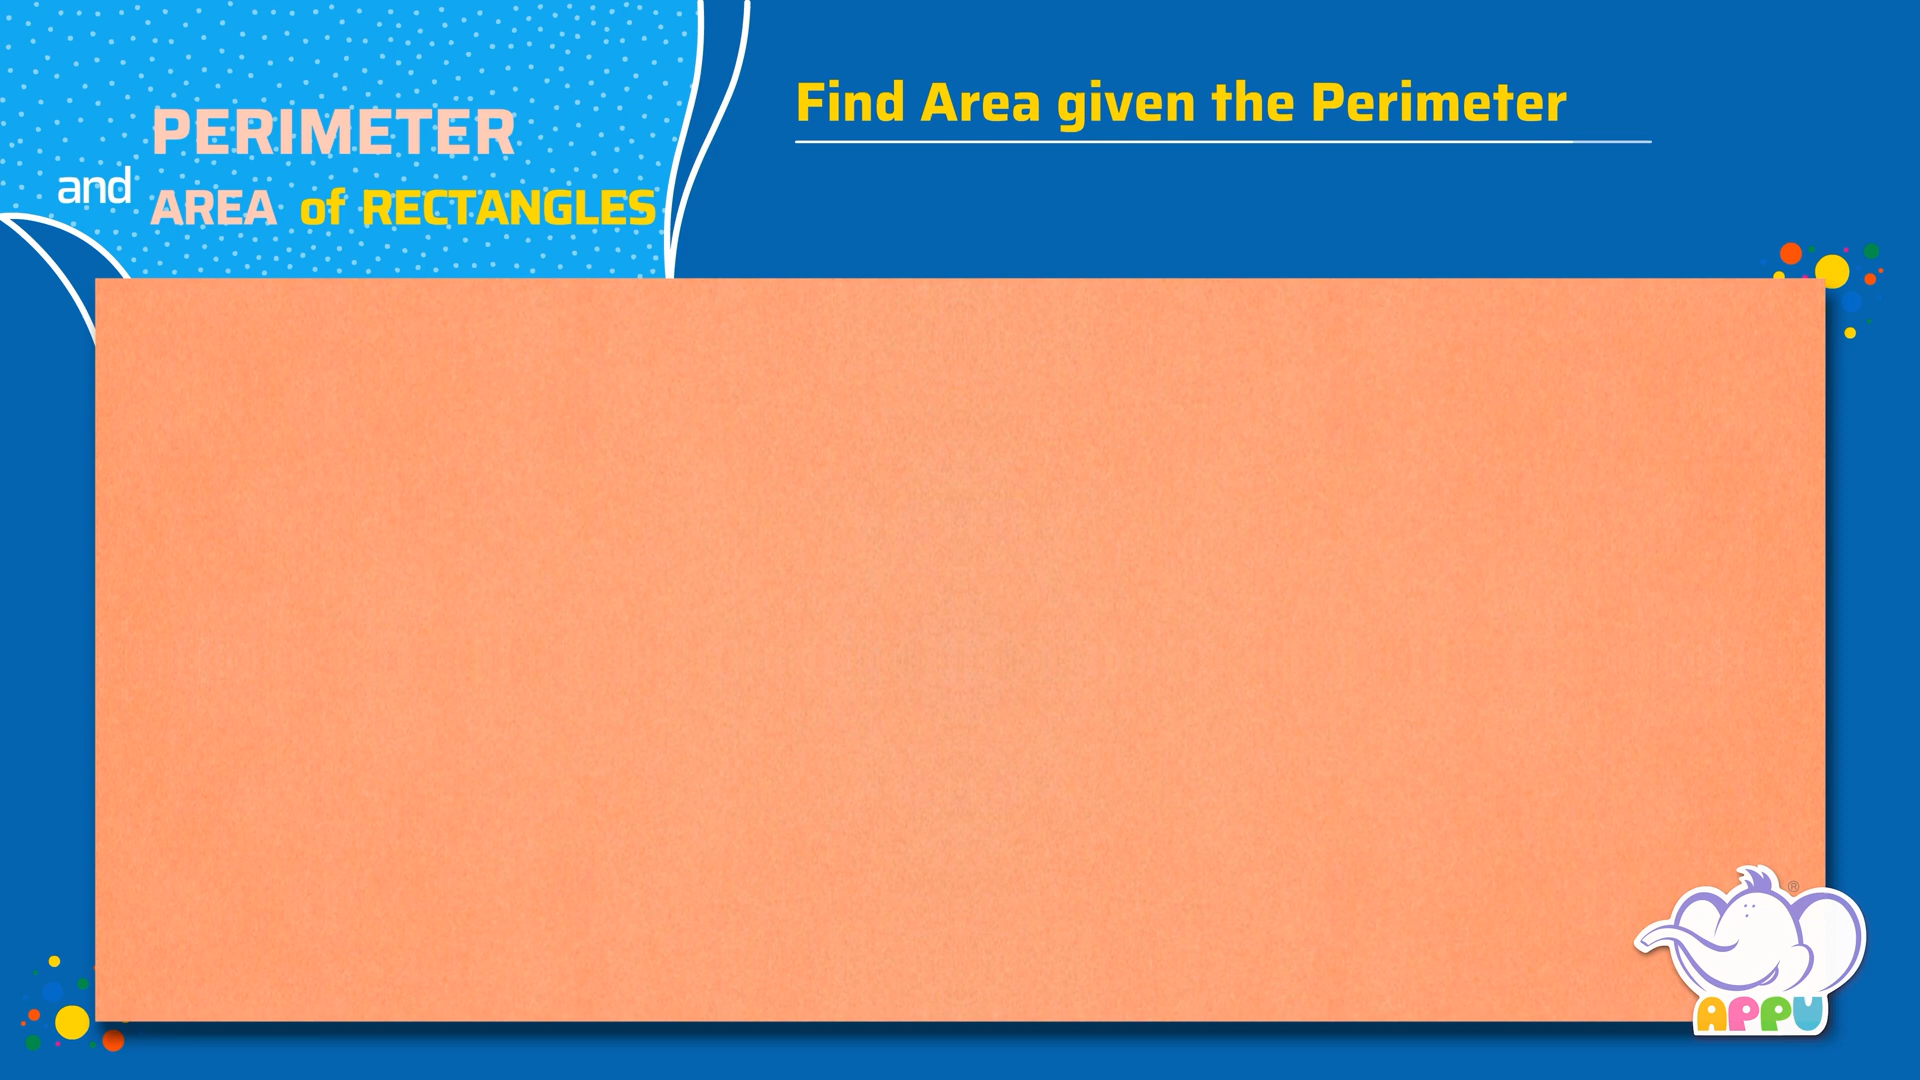 PERIMETER
and AREA of RECTANGLES
Find Area given the Perimeter
®
APPU